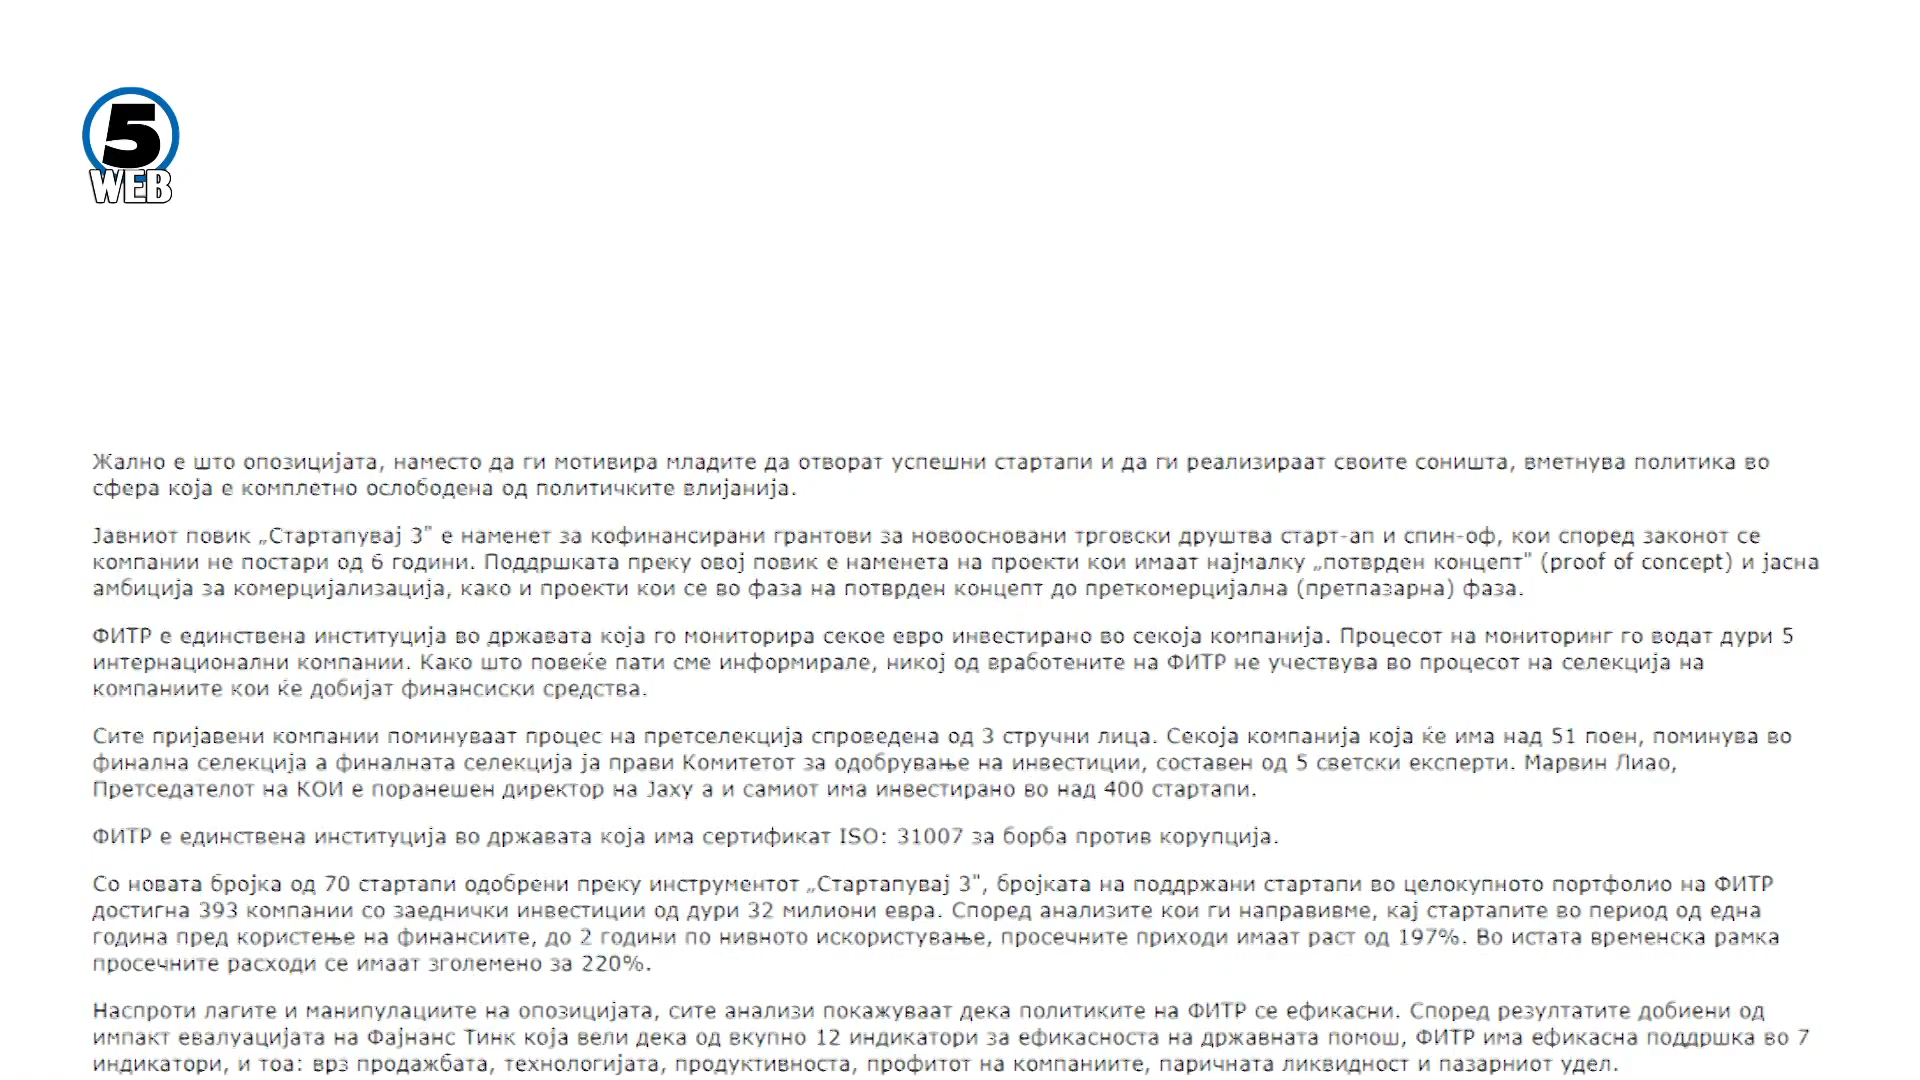 5
WEB
Жално е што опозицијата, наместо да ги мотивира младите да отворат успешни стартапи и да ги реализираат своите соништа, вметнува политика во
сфера која е комплетно ослободена од политичките влијанија.
Јавниот повик „Стартапувај 3" е наменет за кофинансирани грантови за новоосновани трговски друштва старт-ап и спин-оф, кои според законот се
компании не постари од 6 години. Поддршката преку овој повик е наменета на проекти кои имаат најмалку „потврден концепт" (proof of concept) и јасна
амбиција за комерцијализација, како и проекти кои се во фаза на потврден концепт до преткомерцијална (претпазарна) фаза.
ФИТР е единствена институција во државата која го мониторира секое евро инвестирано во секоја компанија. Процесот на мониторинг го водат дури 5
интернационални компании. Како што повеќе пати сме информирале, никој од вработените на ФИТР не учествува во процесот на селекција на
компаниите кои ќе добијат финансиски средства.
Сите пријавени компании поминуваат процес на претселекција спроведена од 3 стручни лица. Секоја компанија која ќе има над 51 поен, поминува во
финална селекција а финалната селекција ја прави Комитетот за одобрување на инвестиции, составен од 5 светски експерти. Марвин Лиао,
Претседателот на КОИ е поранешен директор на Јаху а и самиот има инвестирано во над 400 стартапи.
ФИТР е единствена институција во државата која има сертификат ISO: 31007 за борба против корупција.
Со новата бројка од 70 стартапи одобрени преку инструментот „Стартапувај 3", бројката на поддржани стартапи во целокупното портфолио на ФИТР
достигна 393 компании со заеднички инвестиции од дури 32 милиони евра. Според анализите кои ги направивме, кај стартапите во период од една
година пред користење на финансиите, до 2 години по нивното искористување, просечните приходи имаат раст од 197%. Во истата временска рамка
просечните расходи се имаат зголемено за 220%.
Наспроти лагите и манипулациите на опозицијата, сите анализи покажуваат дека политиките на ФИТР се ефикасни. Според резултатите добиени од
импакт евалуацијата на Фајнанс Тинк која вели дека од вкупно 12 индикатори за ефикасноста на државната помош, ФИТР има ефикасна поддршка во 7
индикатори, и тоа: врз продажбата, технологијата, продуктивноста, профитот на компаниите, паричната ликвидност и пазарниот удел.